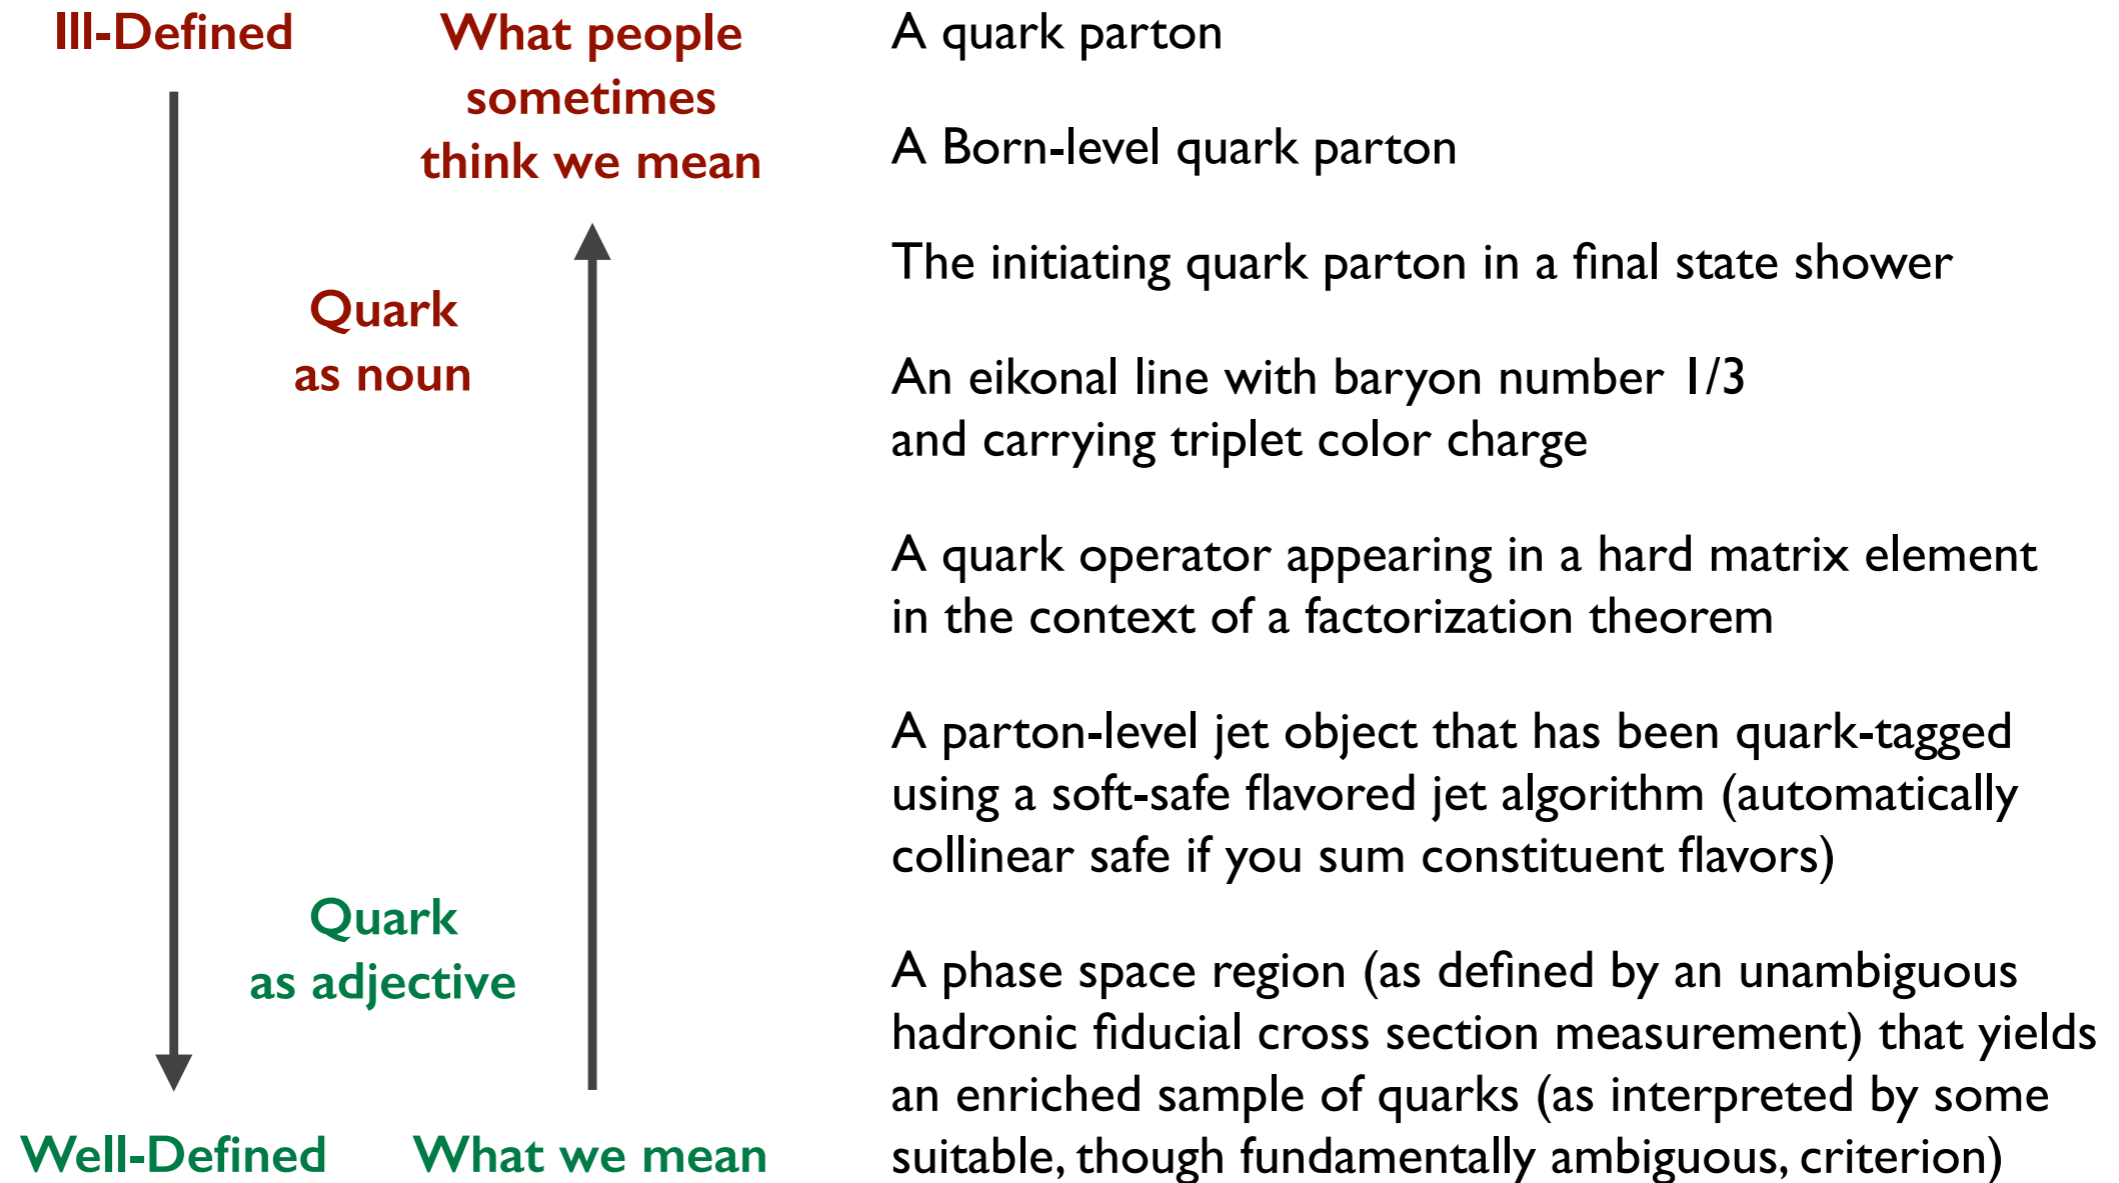 Ill-Defined
What people
sometimes
think we mean
Quark
as noun
Quark
as adjective
Well-Defined
What we mean
A quark parton
A Born-level quark parton
The initiating quark parton in a final state shower
An eikonal line with baryon number 1/3
and carrying triplet color charge
A quark operator appearing in a hard matrix element
in the context of a factorization theorem
A parton-level jet object that has been quark-tagged
using a soft-safe flavored jet algorithm (automatically
collinear safe if you sum constituent flavors)
A phase space region (as defined by an unambiguous
hadronic fiducial cross section measurement) that yields
an enriched sample of quarks (as interpreted by some
suitable, though fundamentally ambiguous, criterion)